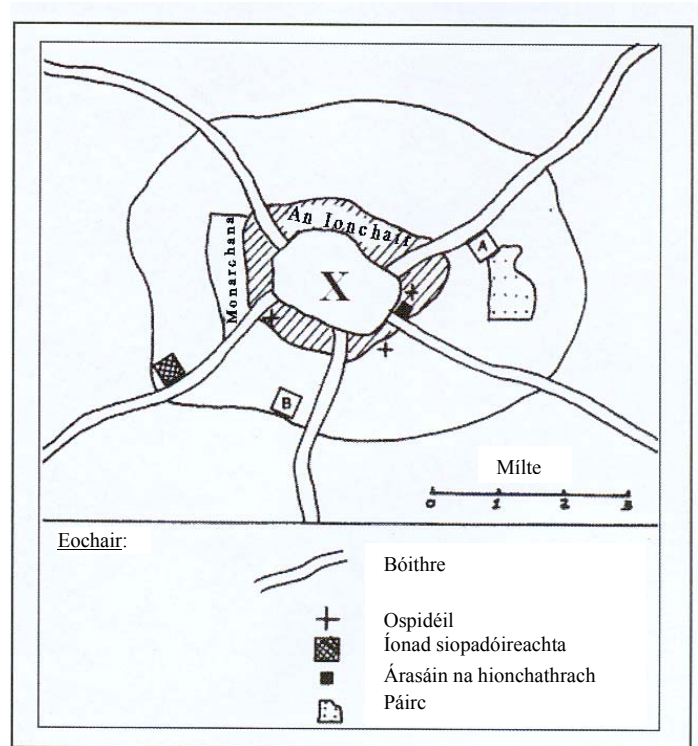 An Ionchair
Monarchana
X
A
B
Mílte
0 1 2 3
Eochair:
Bóithre
Ospidéil
Íonad siopadóireachta
Árasáin na hionchathrach
Páirc